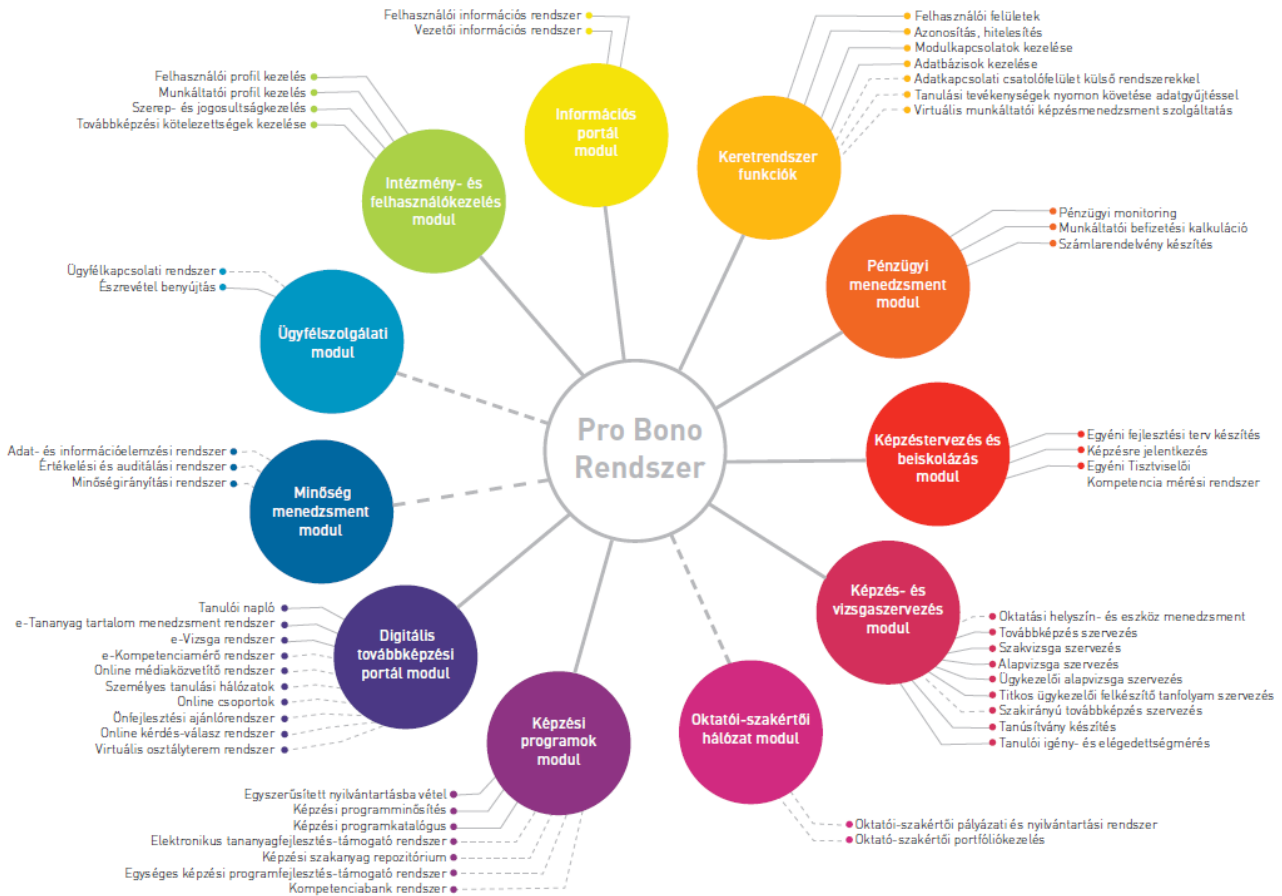 Felhasználói információs rendszer
Vezetői információs rendszer
Információs
portál
modul
Felhasználói felületek
Azonosítás, hitelesítés
Modulkapcsolatok kezelése
Adatbázisok kezelése
Adatkapcsolati csatolófelület külső rendszerekkel
Tanulási tevékenységek nyomon követése adatgyűjtéssel
Virtuális munkáltatói képzésmenedzsment szolgáltatás
Keretrendszer
funkciók
Pénzügyi monitoring
Munkáltatói befizetési kalkuláció
Számlarendelvény készítés
Pénzügyi
menedzsment
modul
Egyéni fejlesztési terv készítés
Képzésre jelentkezés
Egyéni Tisztviselői
Kompetencia mérési rendszer
Képzéstervezés és
beiskolázás
modul
Képzés- és
vizsgaszervezés
modul
Oktatási helyszín- és eszköz menedzsment
Továbbképzés szervezés
Szakvizsga szervezés
Alapvizsga szervezés
Ügykezelői alapvizsga szervezés
Titkos ügykezelői felkészítő tanfolyam szervezés
Szakirányú továbbképzés szervezés
Tanúsítvány készítés
Tanulói igény- és elégedettségmérés
Oktatói-szakértői
hálózat modul
Oktatói-szakértői pályázati és nyilvántartási rendszer
Oktató-szakértői portfóliókezelés
Képzési
programok
modul
Egyszerűsített nyilvántartásba vétel
Képzési programminősítés
Képzési programkatalógus
Elektronikus tananyagfejlesztés-támogató rendszer
Képzési szakanyag repozitórium
Egységes képzési programfejlesztés-támogató rendszer
Kompetenciabank rendszer
Digitális
továbbképzési
portál modul
Tanulói napló
e-Tananyag tartalom menedzsment rendszer
e-Vizsga rendszer
e-Kompetenciamérő rendszer
Online médiaközvetítő rendszer
Személyes tanulási hálózatok
Online csoportok
Önfejlesztési ajánlórendszer
Online kérdés-válasz rendszer
Virtuális osztályterem rendszer
Minőség
menedzsment
modul
Adat- és információelemzési rendszer
Értékelési és auditálási rendszer
Minőségirányítási rendszer
Ügyfélszolgálati
modul
Ügyfélkapcsolati rendszer
Észrevétel benyújtás
Intézmény- és
felhasználókezelés
modul
Felhasználói profil kezelés
Munkáltatói profil kezelés
Szerep- és jogosultságkezelés
Továbbképzési kötelezettségek kezelése
Pro Bono
Rendszer